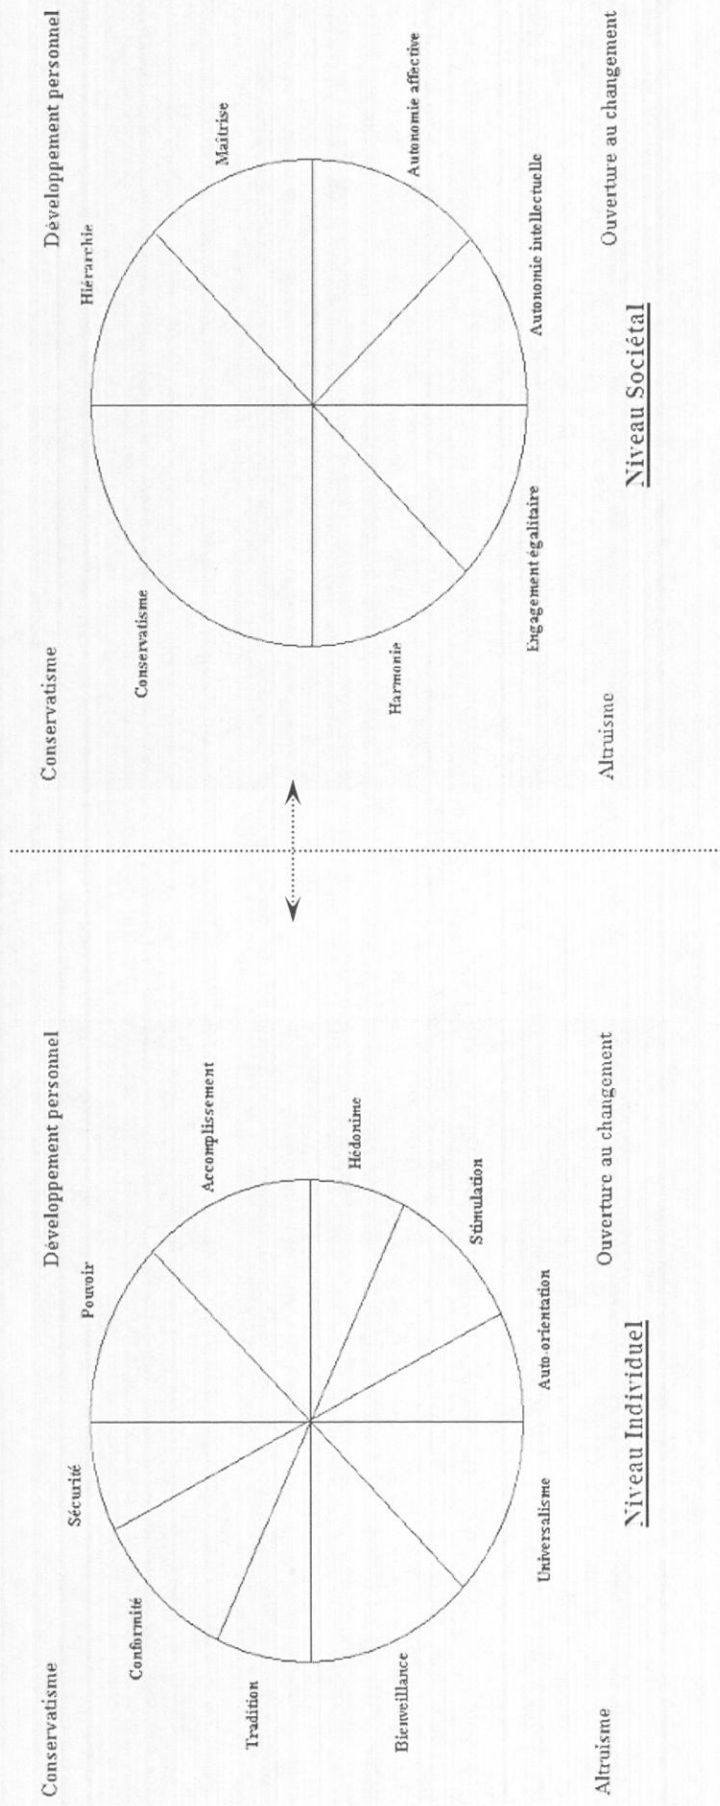 Conservatisme
Développement personnel
Sécurité
Pouvoir
Conformité
Accomplissement
Tradition
Hédonime
Bienveillance
Stimulation
Universalisme
Auto-orientation
Altruisme
Ouverture au changement
Niveau Individuel
Conservatisme
Développement personnel
Hiérarchie
Conservatisme
Maîtrise
Harmonie
Autonomie affective
Engagement égalitaire
Autonomie intellectuelle
Altruisme
Ouverture au changement
Niveau Sociétal